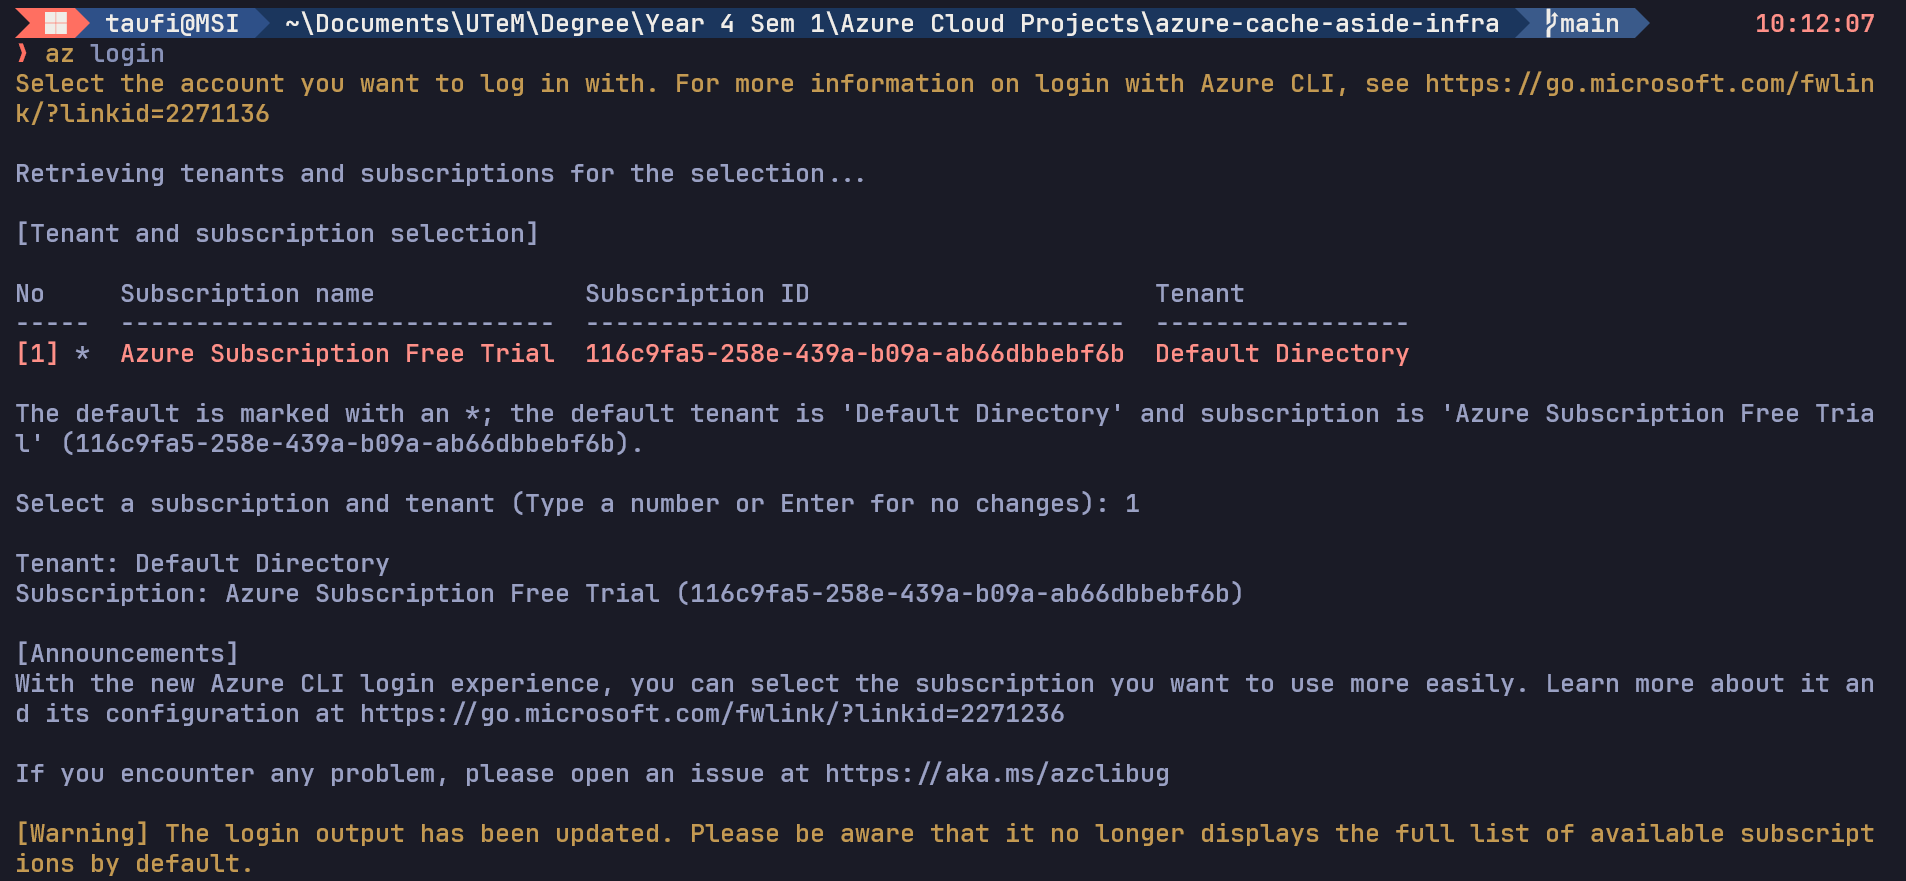 taufi@MSI ~\Documents\UTeM\Degree\Year 4 Sem 1\Azure Cloud Projects\azure-cache-aside-infra main 10:12:07
❯ az login
Select the account you want to log in with. For more information on login with Azure CLI, see https://go.microsoft.com/fwlin
k/?linkid=2271136
Retrieving tenants and subscriptions for the selection...
[Tenant and subscription selection]
No     Subscription name               Subscription ID                       Tenant
-----  -----------------------------  ------------------------------------  -----------------
[1] *  Azure Subscription Free Trial  116c9fa5-258e-439a-b09a-ab66dbbebf6b  Default Directory
The default is marked with an *; the default tenant is 'Default Directory' and subscription is 'Azure Subscription Free Tria
l' (116c9fa5-258e-439a-b09a-ab66dbbebf6b).
Select a subscription and tenant (Type a number or Enter for no changes): 1
Tenant: Default Directory
Subscription: Azure Subscription Free Trial (116c9fa5-258e-439a-b09a-ab66dbbebf6b)
[Announcements]
With the new Azure CLI login experience, you can select the subscription you want to use more easily. Learn more about it an
d its configuration at https://go.microsoft.com/fwlink/?linkid=2271236
If you encounter any problem, please open an issue at https://aka.ms/azclibug
[Warning] The login output has been updated. Please be aware that it no longer displays the full list of available subscript
ions by default.